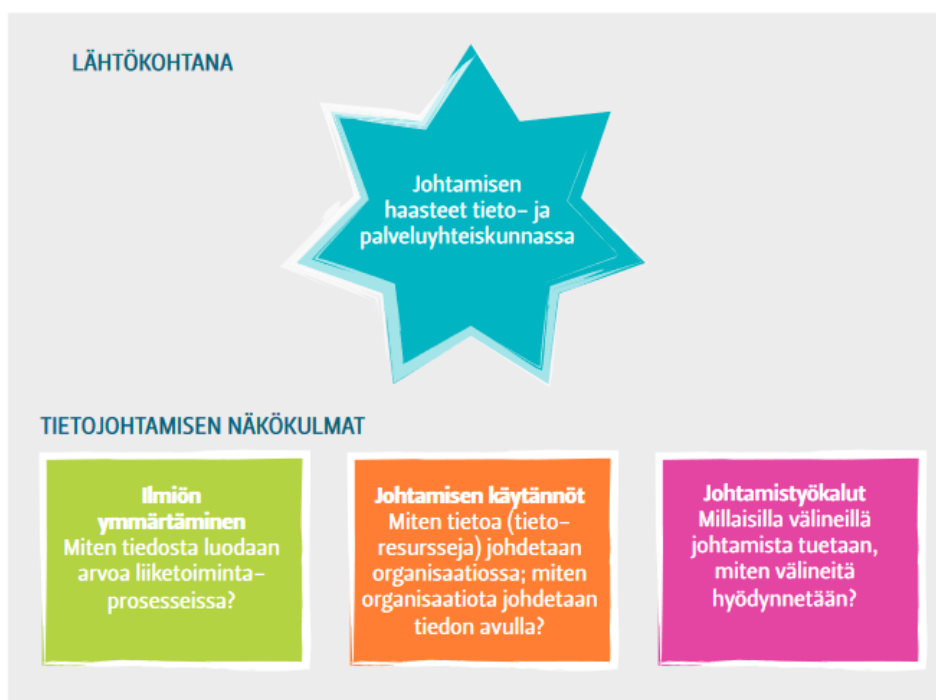 LÄHTÖKOHTANA
Johtamisen
haasteet tieto– ja
palveluyhteiskunnassa
TIETOJOHTAMISEN NÄKÖKULMAT
Ilmiön
ymmärtäminen
Miten tiedosta luodaan
arvoa liiketoiminta–
prosesseissa?
Johtamisen käytännöt
Miten tietoa (tieto–
resursseja) johdetaan
organisaatiossa; miten
organisaatiota johdetaan
tiedon avulla?
Johtamistyökalut
Millaisilla välineillä
johtamista tuetaan,
miten välineitä
hyödynnetään?